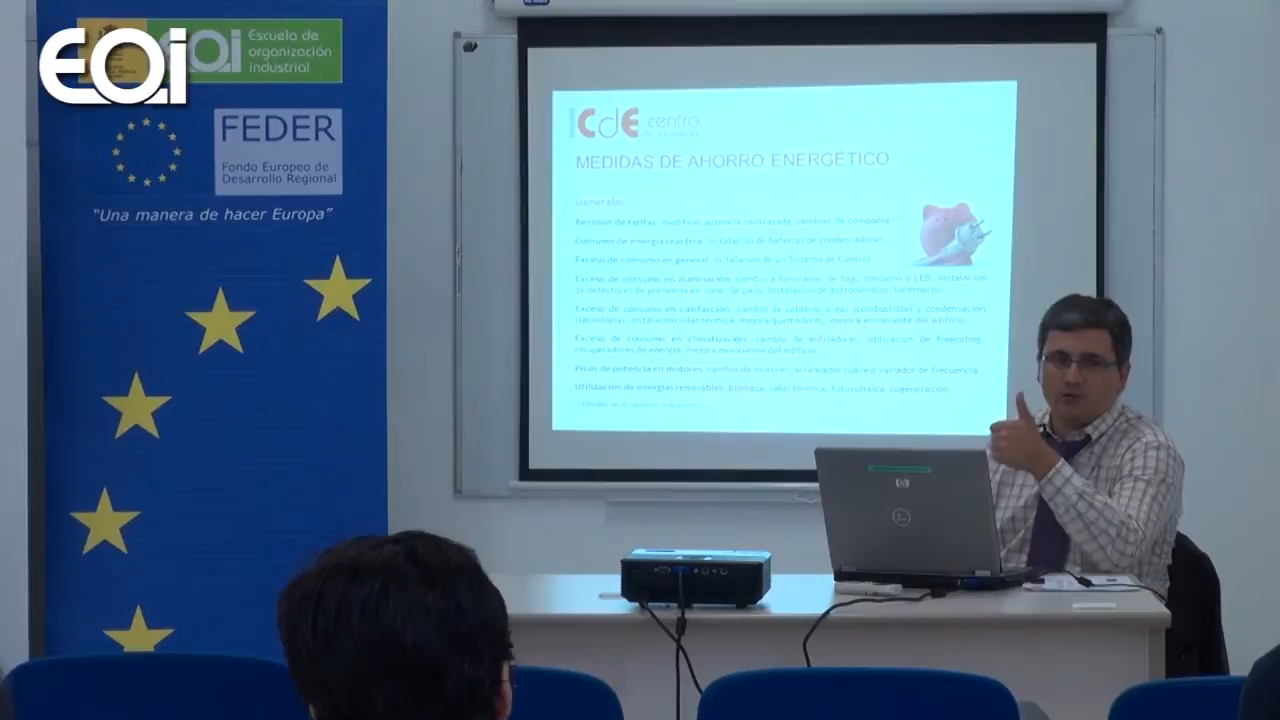 EOi
EOi
Escuela de
organización
industrial
FEDER
Fondo Europeo de
Desarrollo Regional
"Una manera de hacer Europa"
CdE centro
MEDIDAS DE AHORRO ENERGÉTICO
Generales:
Revisión de tarifas: modificar potencia contratada, cambiar de compañía
Consumo de energía reactiva: instalación de baterías de condensadores
Exceso de consumo en general: instalación de un Sistema de Control
Exceso de consumo en iluminación: cambio a luminarias de bajo consumo o LED, instalación
de detectores de presencia en zonas de paso, instalación de astronómicos, lucernarios
Exceso de consumo en calefacción: cambio de calderas a gas (combustible) y condensación
(tecnología), instalación solar térmica, mejora quemadores, mejora envolvente del edificio
Exceso de consumo en climatización: cambio de enfriadoras, utilización de freecoling,
recuperadores de energía, mejora envolvente del edificio
Picos de potencia en motores: cambio de motores, arrancador suave o variador de frecuencia
Utilización de energías renovables: biomasa, solar térmica, fotovoltaica, cogeneración
hp